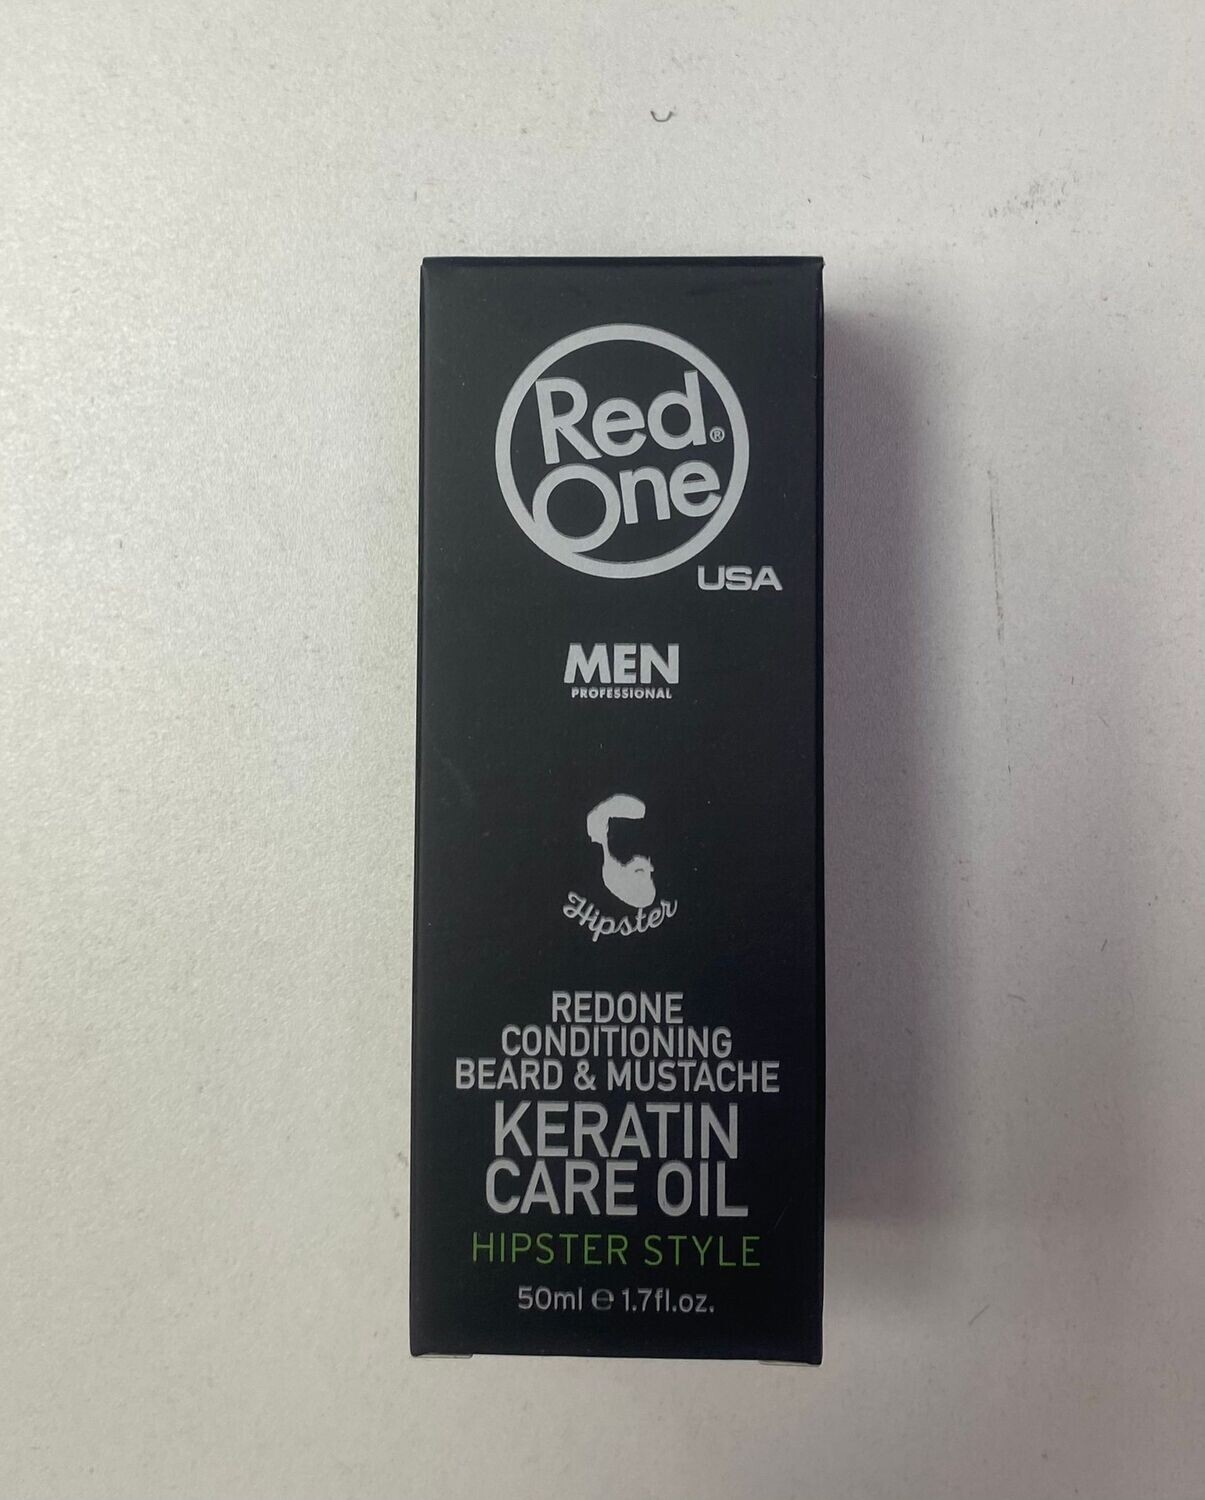 Red®
One
USA
MEN
PROFESSIONAL
Hipster
REDONE
CONDITIONING
BEARD & MUSTACHE
KERATIN
CARE OIL
HIPSTER STYLE
50ml ℮ 1.7fl.oz.